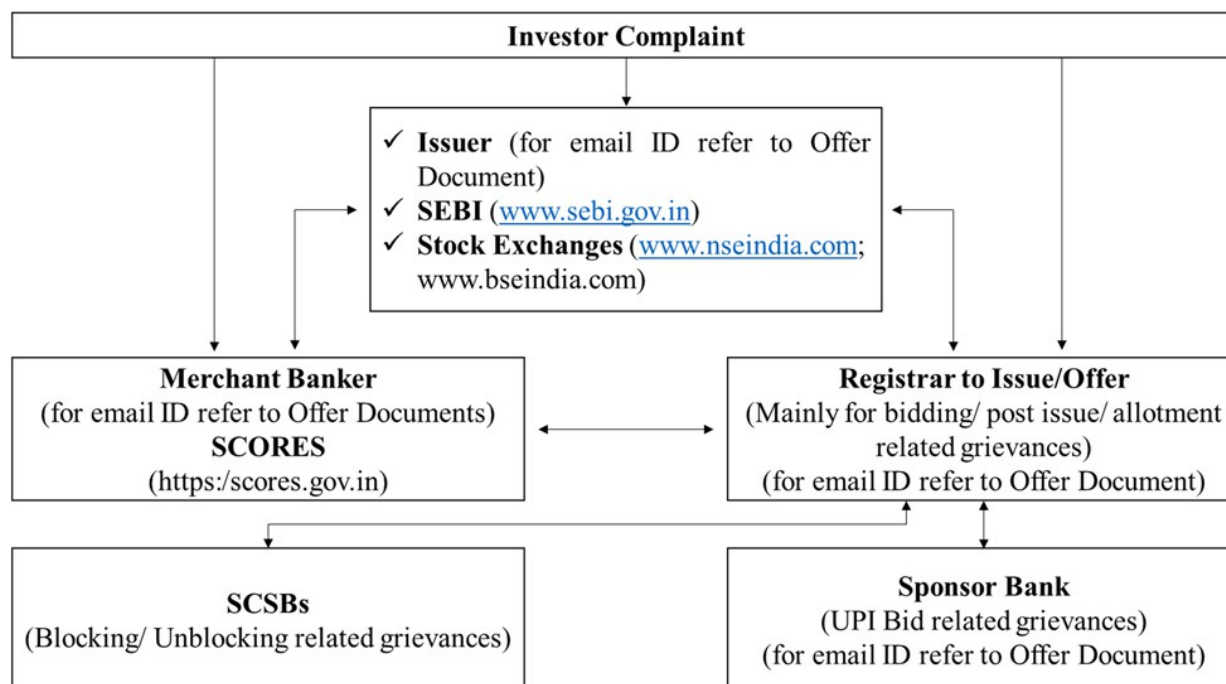 Investor Complaint
✓ Issuer (for email ID refer to Offer
Document)
✓ SEBI (www.sebi.gov.in)
✓ Stock Exchanges (www.nseindia.com;
www.bseindia.com)
Merchant Banker
(for email ID refer to Offer Documents)
SCORES
(https:/scores.gov.in)
Registrar to Issue/Offer
(Mainly for bidding/ post issue/ allotment
related grievances)
(for email ID refer to Offer Document)
SCSBs
(Blocking/ Unblocking related grievances)
Sponsor Bank
(UPI Bid related grievances)
(for email ID refer to Offer Document)